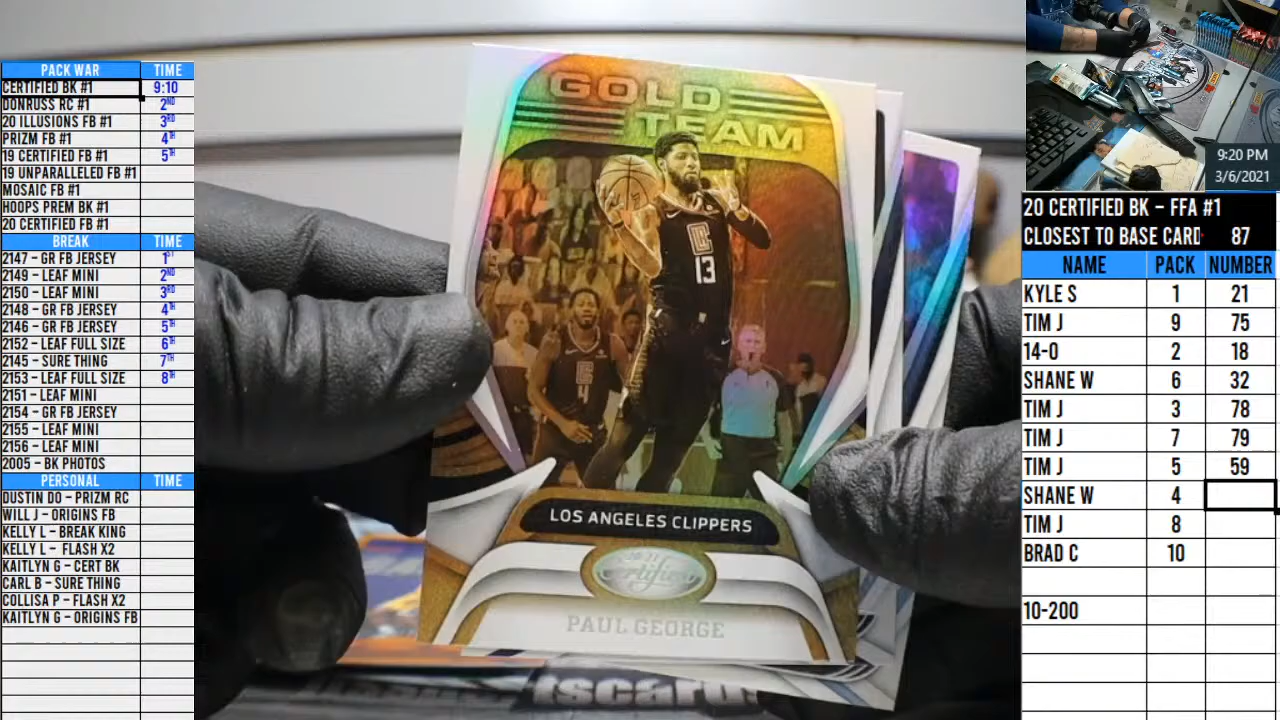 PACK WAR TIME
CERTIFIED BK #1 9:10
DONRUSS RC #1 2ND
20 ILLUSIONS FB #1 3RD
PRIZM FB #1 4TH
19 CERTIFIED FB #1 5TH
19 UNPARALLELED FB #1
MOSAIC FB #1
HOOPS PREM BK #1
20 CERTIFIED FB #1
BREAK TIME
2147 – GR FB JERSEY 1ST
2149 – LEAF MINI 2ND
2150 – LEAF MINI 3RD
2148 – GR FB JERSEY 4TH
2146 – GR FB JERSEY 5TH
2152 – LEAF FULL SIZE 6TH
2145 – SURE THING 7TH
2153 – LEAF FULL SIZE 8TH
2151 – LEAF MINI
2154 – GR FB JERSEY
2155 – LEAF MINI
2156 – LEAF MINI
2005 – BK PHOTOS
PERSONAL TIME
DUSTIN DO – PRIZM RC
WILL J – ORIGINS FB
KELLY L – BREAK KING
KELLY L – FLASH X2
KAITLYN G – CERT BK
CARL B – SURE THING
COLLISA P – FLASH X2
KAITLYN G – ORIGINS FB
GOLD
TEAM
13
4
LOS ANGELES CLIPPERS
Certified
PAUL GEORGE
9:20 PM
3/6/2021
20 CERTIFIED BK – FFA #1
CLOSEST TO BASE CARD 87
NAME PACK NUMBER
KYLE S 1 21
TIM J 9 75
14-0 2 18
SHANE W 6 32
TIM J 3 78
TIM J 7 79
TIM J 5 59
SHANE W 4
TIM J 8
BRAD C 10
10-200